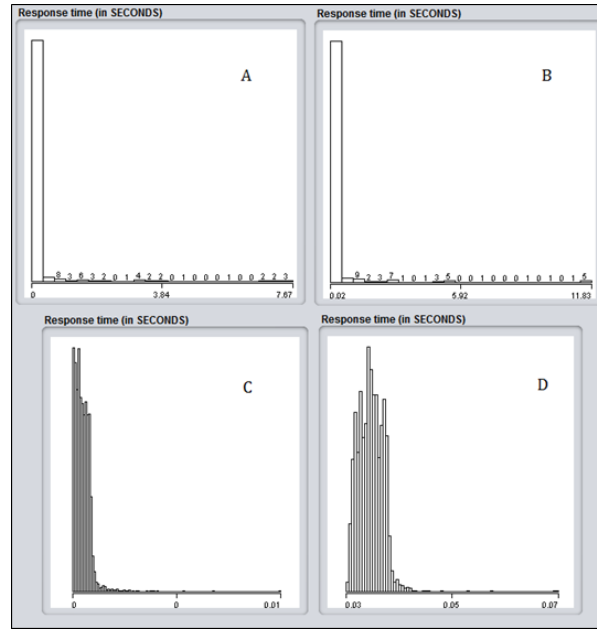 Response time (in SECONDS)
A
8 3 6 3 2 0 1 4 2 2 0 1 0 0 0 1 0 0 2 2 3
0 3.84 7.67
Response time (in SECONDS)
B
9 2 3 7 1 0 1 3 5 0 0 1 0 0 0 1 0 1 0 1 5
0.02 5.92 11.83
Response time (in SECONDS)
C
0 0 0.01
Response time (in SECONDS)
D
0.03 0.05 0.07